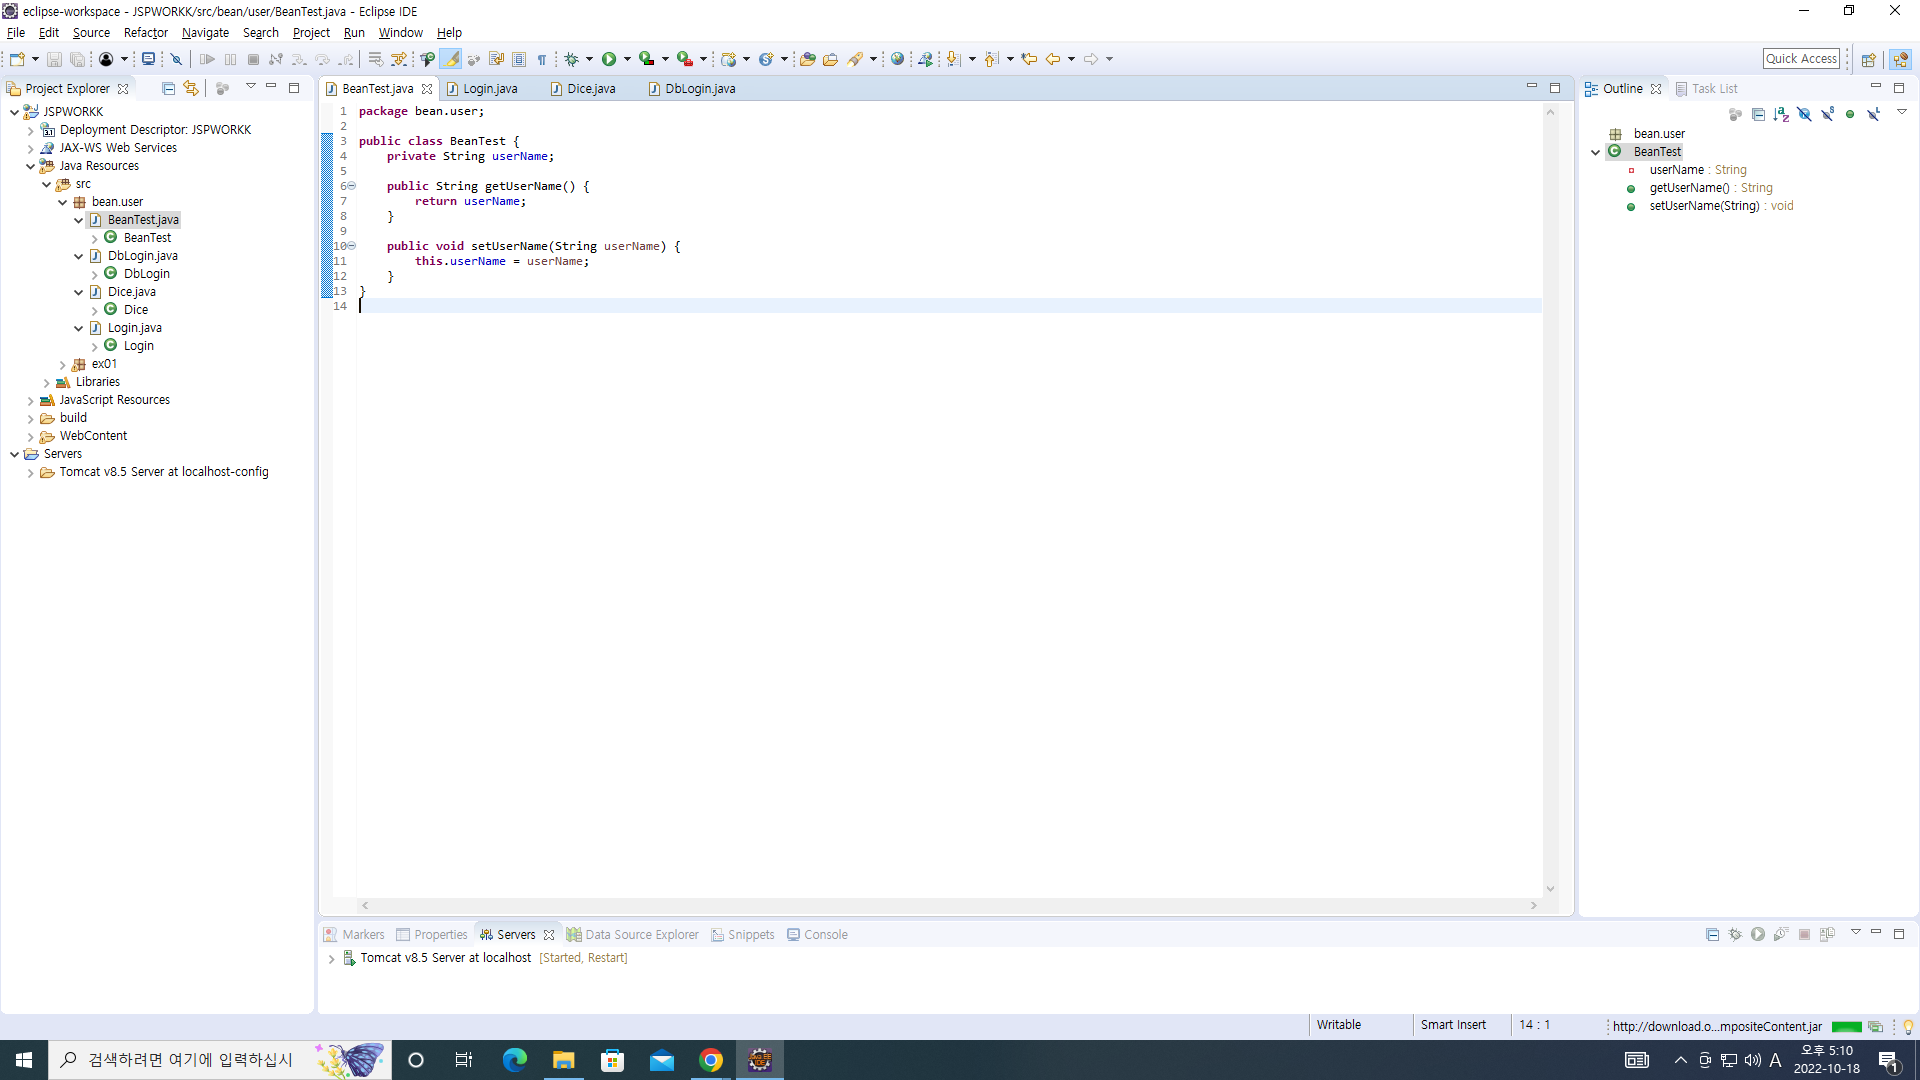 eclipse-workspace - JSPWORKK/src/bean/user/BeanTest.java - Eclipse IDE
File Edit Source Refactor Navigate Search Project Run Window Help
Quick Access
Project Explorer
JSPWORKK
Deployment Descriptor: JSPWORKK
JAX-WS Web Services
Java Resources
src
bean.user
BeanTest.java
BeanTest
DbLogin.java
DbLogin
Dice.java
Dice
Login.java
Login
ex01
Libraries
JavaScript Resources
build
WebContent
Servers
Tomcat v8.5 Server at localhost-config
BeanTest.java Login.java Dice.java DbLogin.java
1 package bean.user;
2
3 public class BeanTest {
4     private String userName;
5
6     public String getUserName() {
7         return userName;
8     }
9
10     public void setUserName(String userName) {
11         this.userName = userName;
12     }
13 }
14
Outline Task List
bean.user
BeanTest
userName : String
getUserName() : String
setUserName(String) : void
Markers Properties Servers Data Source Explorer Snippets Console
Tomcat v8.5 Server at localhost [Started, Restart]
Writable Smart Insert 14 : 1 http://download.o...mpositeContent.jar
검색하려면 여기에 입력하십시
A 오후 5:10
2022-10-18
1